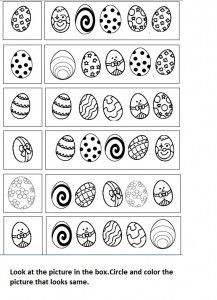 Look at the picture in the box.Circle and color the
picture that looks same.